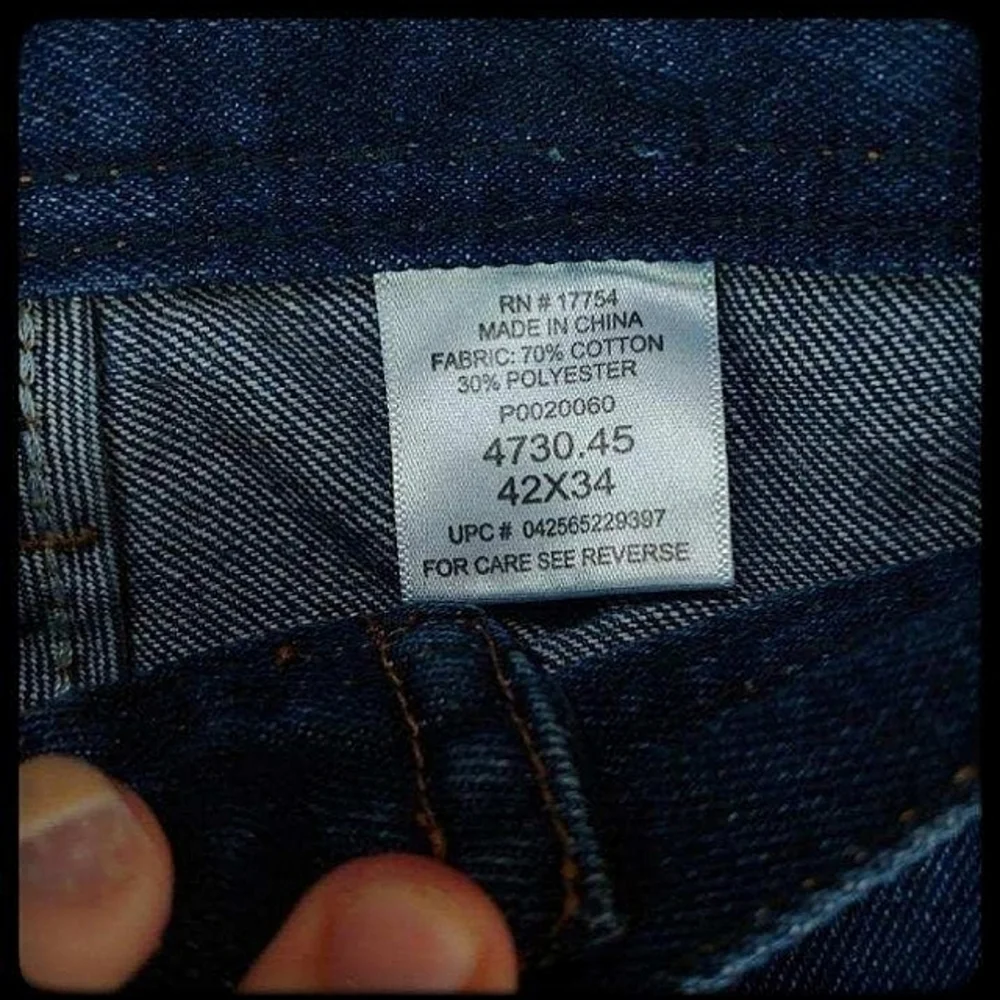 RN # 17754
MADE IN CHINA
FABRIC: 70% COTTON
30% POLYESTER
P0020060
4730.45
42X34
UPC # 042565229397
FOR CARE SEE REVERSE